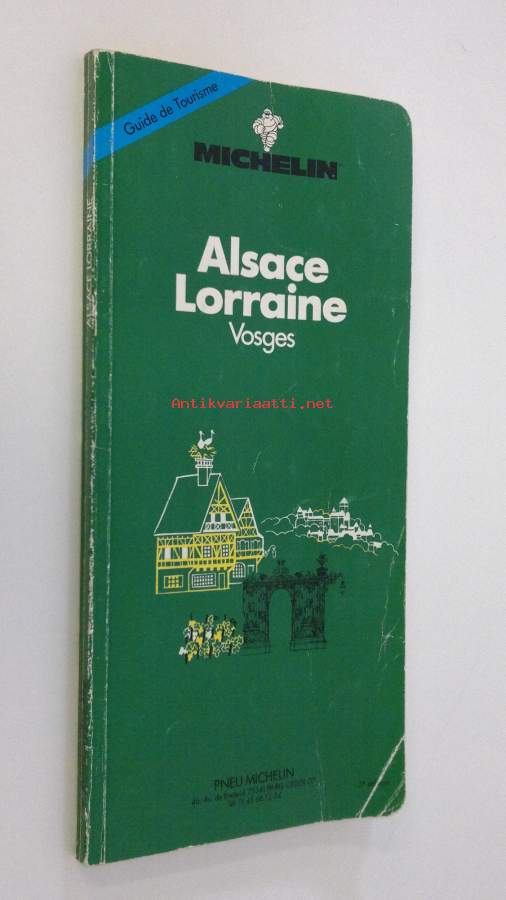 Guide de Tourisme
MICHELIN
Alsace
Lorraine
Vosges
Antikvariaatti.net
PNEU MICHELIN
ALSACE LORRAINE